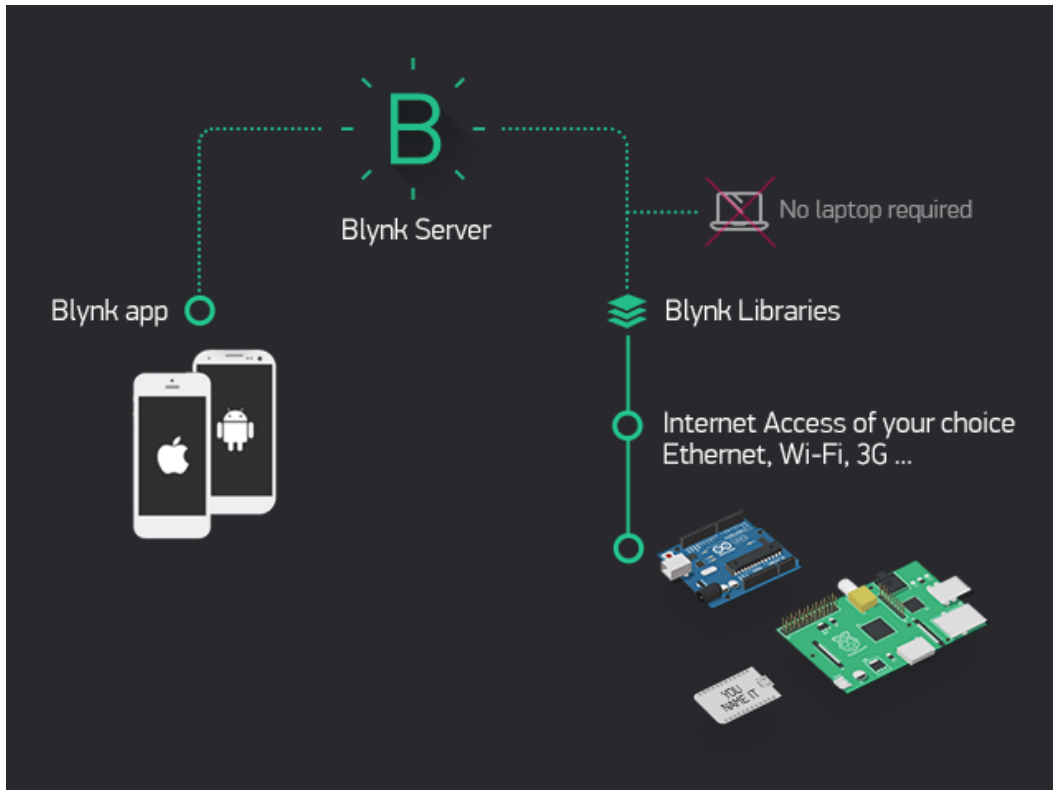 B
Blynk Server
No laptop required
Blynk app
Blynk Libraries
Internet Access of your choice
Ethernet, Wi-Fi, 3G ...
YOU
NAME IT